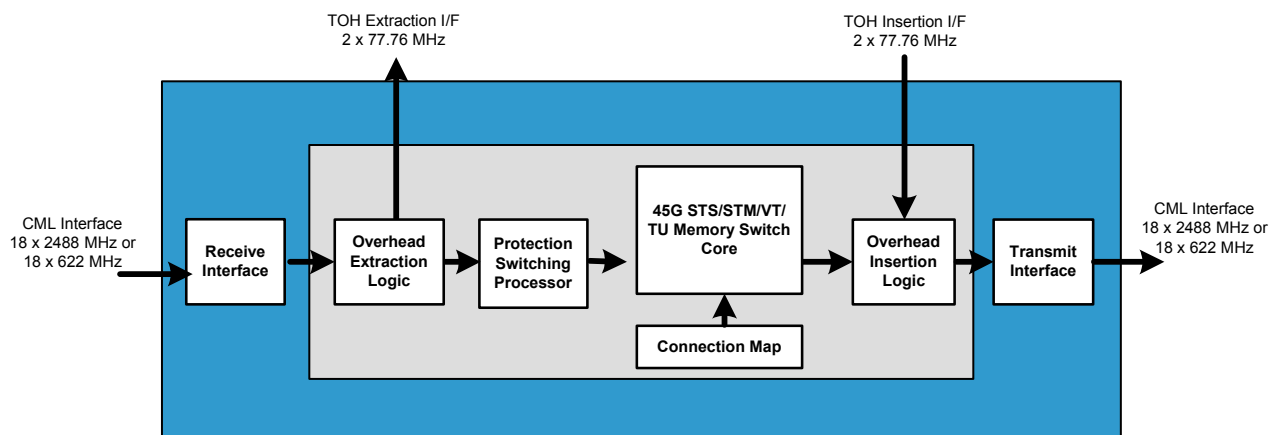 TOH Extraction I/F
2 x 77.76 MHz
TOH Insertion I/F
2 x 77.76 MHz
CML Interface
18 x 2488 MHz or
18 x 622 MHz
Receive
Interface
Overhead
Extraction
Logic
Protection
Switching
Processor
45G STS/STM/VT/
TU Memory Switch
Core
Connection Map
Overhead
Insertion
Logic
Transmit
Interface
CML Interface
18 x 2488 MHz or
18 x 622 MHz